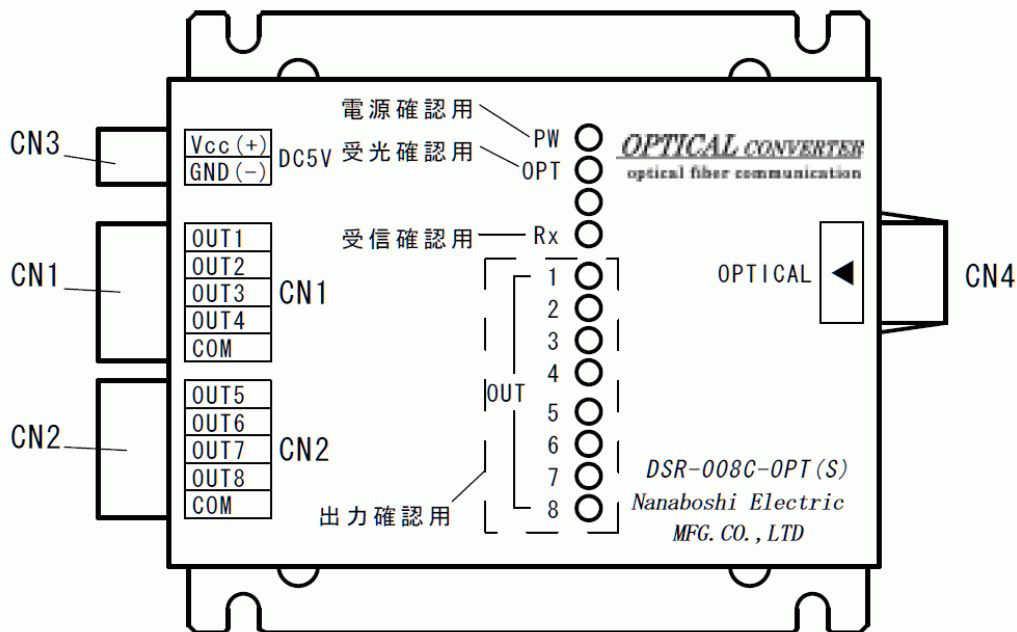 CN3
Vcc(+)
GND(-)
DC5V
電源確認用
PW
受光確認用
OPT
受信確認用
Rx
OPTICAL CONVERTER
optical fiber communication
CN1
OUT1
OUT2
OUT3
OUT4
COM
CN1
CN2
OUT5
OUT6
OUT7
OUT8
COM
CN2
OUT
1
2
3
4
5
6
7
8
出力確認用
OPTICAL
CN4
DSR-008C-OPT(S)
Nanaboshi Electric
MFG.CO.,LTD